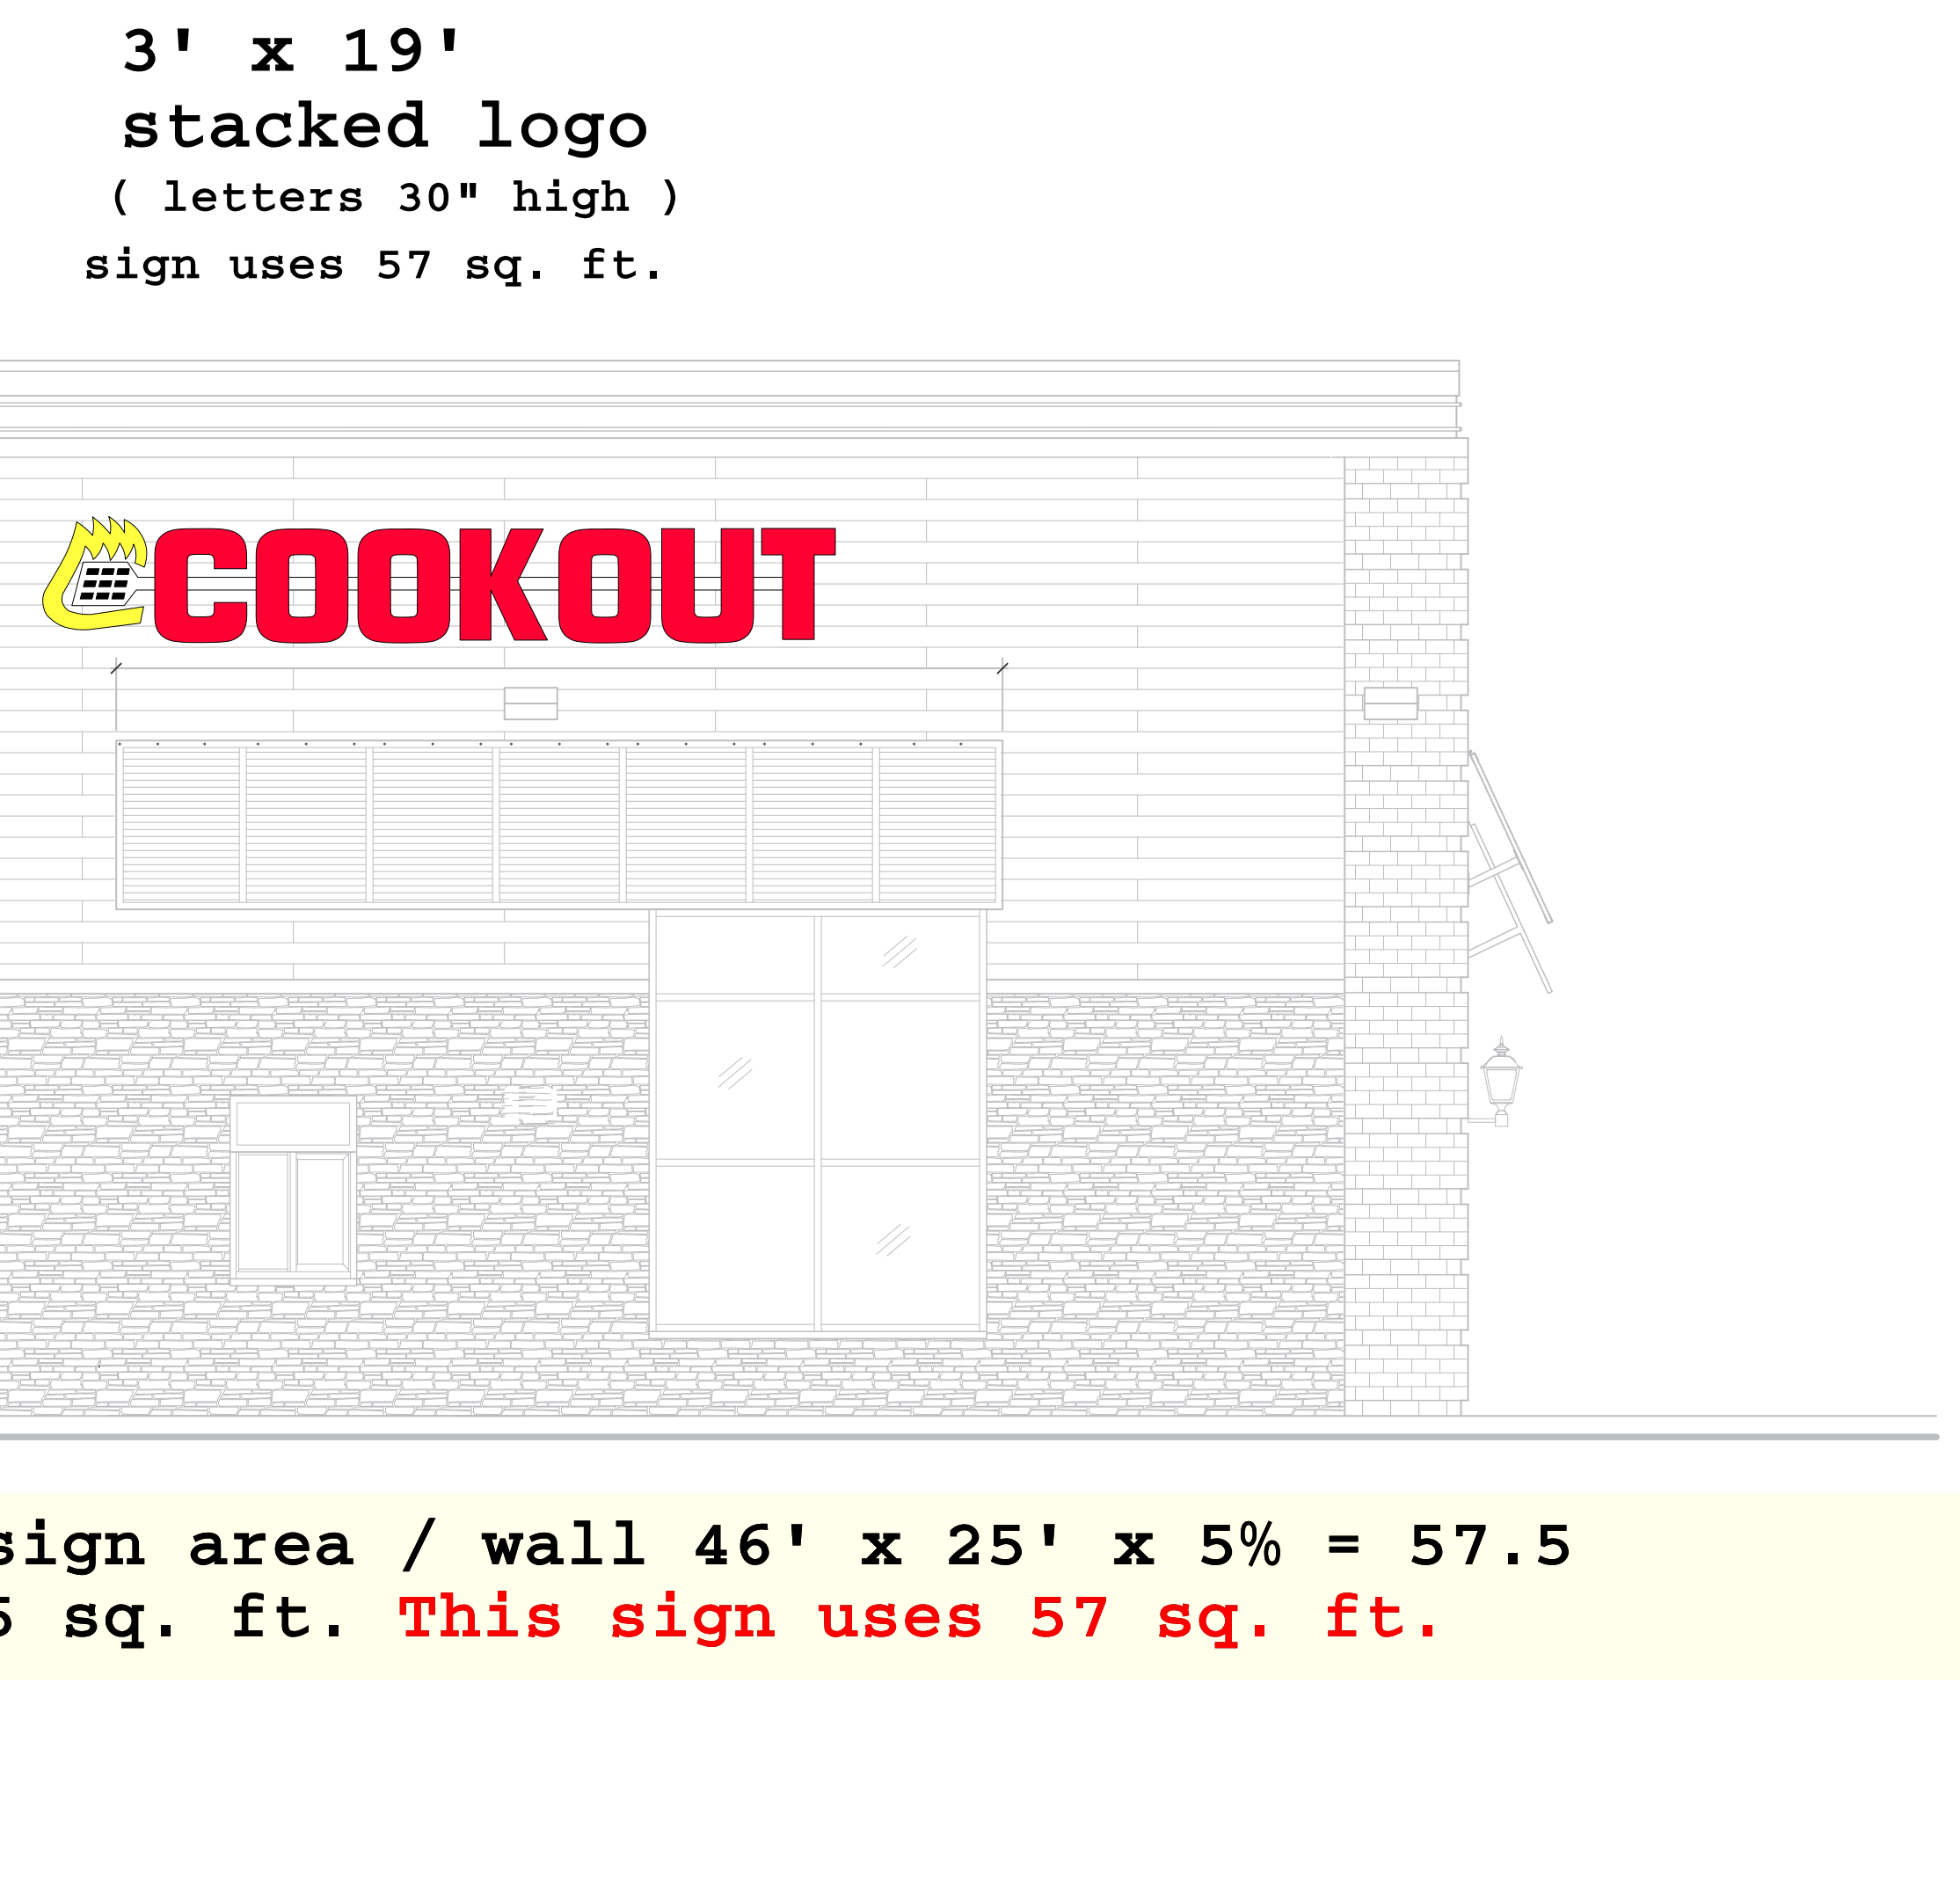 3' x 19'
stacked logo
( letters 30" high )
sign uses 57 sq. ft.
COOKOUT
sign area / wall 46' x 25' x 5% = 57.5
sq. ft. This sign uses 57 sq. ft.